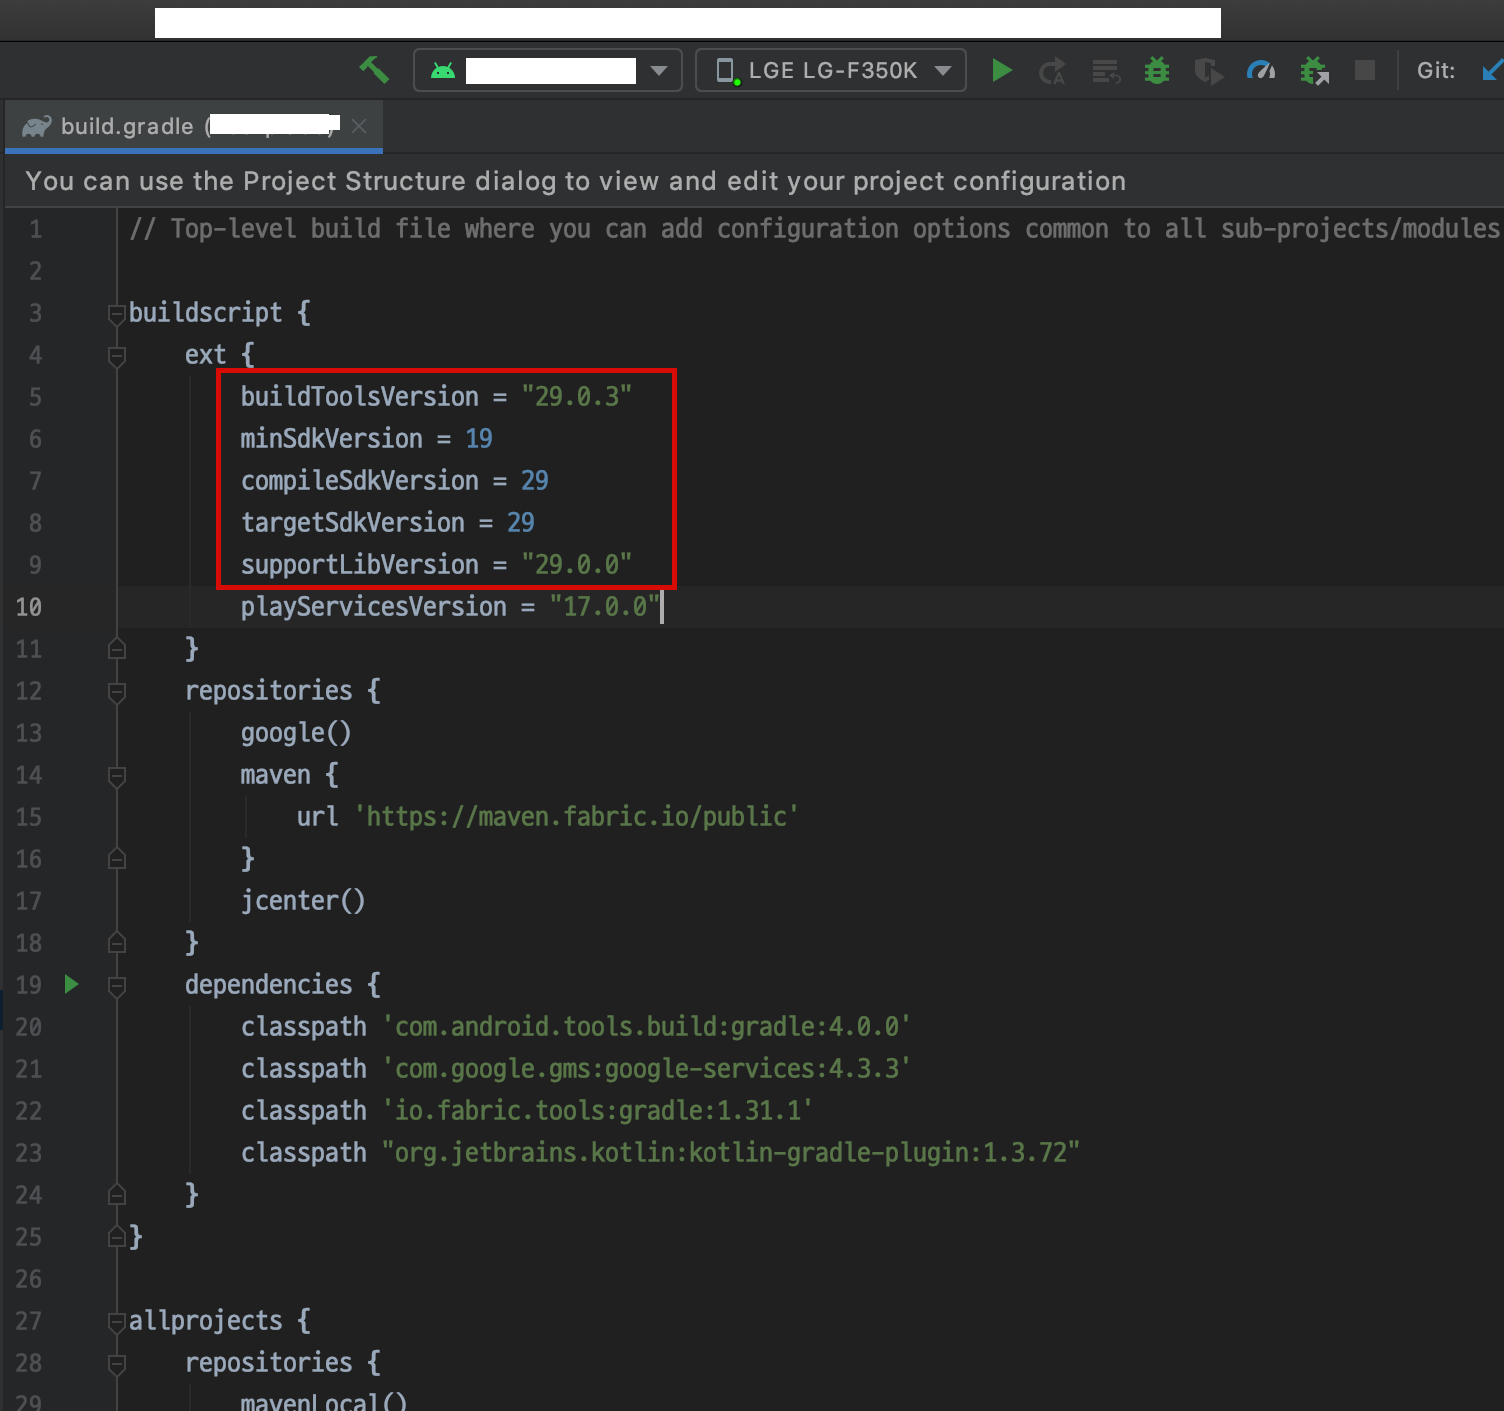 LGE LG-F350K
Git:
build.gradle (
You can use the Project Structure dialog to view and edit your project configuration
1 // Top-level build file where you can add configuration options common to all sub-projects/modules
2
3 buildscript {
4 ext {
5 buildToolsVersion = "29.0.3"
6 minSdkVersion = 19
7 compileSdkVersion = 29
8 targetSdkVersion = 29
9 supportLibVersion = "29.0.0"
10 playServicesVersion = "17.0.0"
11 }
12 repositories {
13 google()
14 maven {
15 url 'https://maven.fabric.io/public'
16 }
17 jcenter()
18 }
19 dependencies {
20 classpath 'com.android.tools.build:gradle:4.0.0'
21 classpath 'com.google.gms:google-services:4.3.3'
22 classpath 'io.fabric.tools:gradle:1.31.1'
23 classpath "org.jetbrains.kotlin:kotlin-gradle-plugin:1.3.72"
24 }
25 }
26
27 allprojects {
28 repositories {
29 mavenLocal()